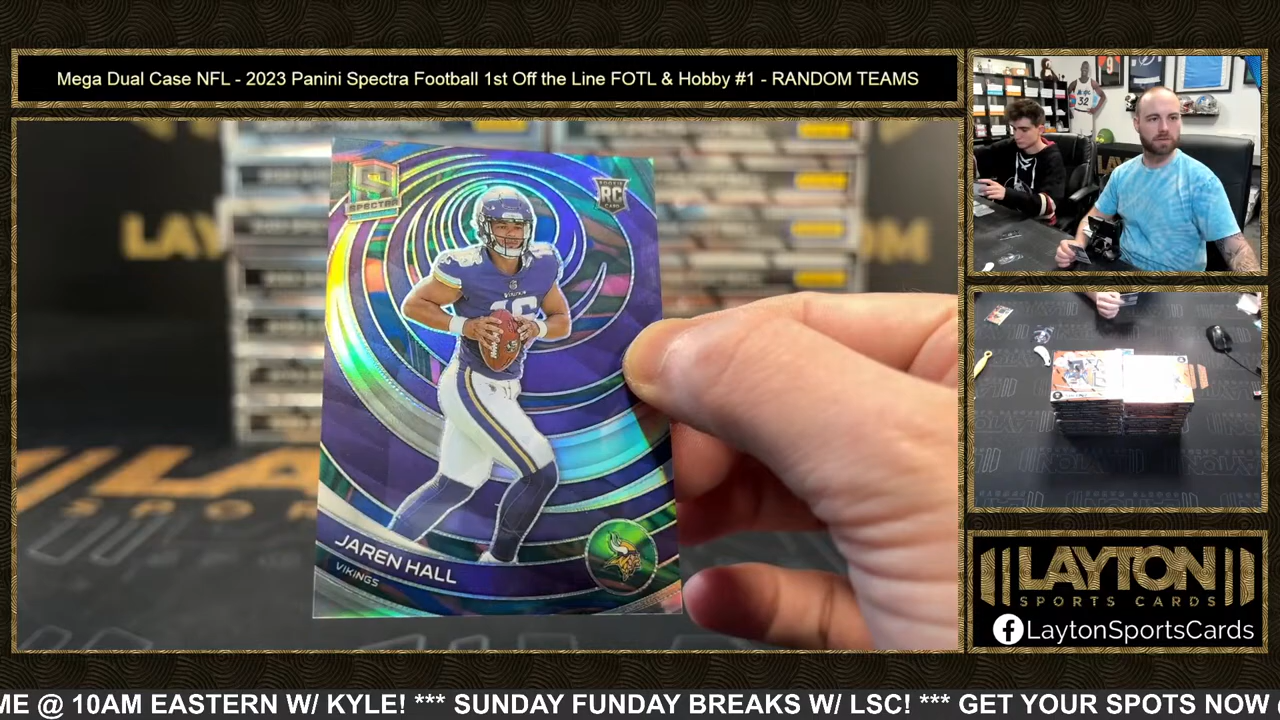 Mega Dual Case NFL - 2023 Panini Spectra Football 1st Off the Line FOTL & Hobby #1 - RANDOM TEAMS
SPECTRA
ROOKIE
RC
CARD
JAREN HALL
VIKINGS
LAYTON
SPORTS CARDS
LaytonSportsCards
ME @ 10AM EASTERN W/ KYLE! *** SUNDAY FUNDAY BREAKS W/ LSC! *** GET YOUR SPOTS NOW